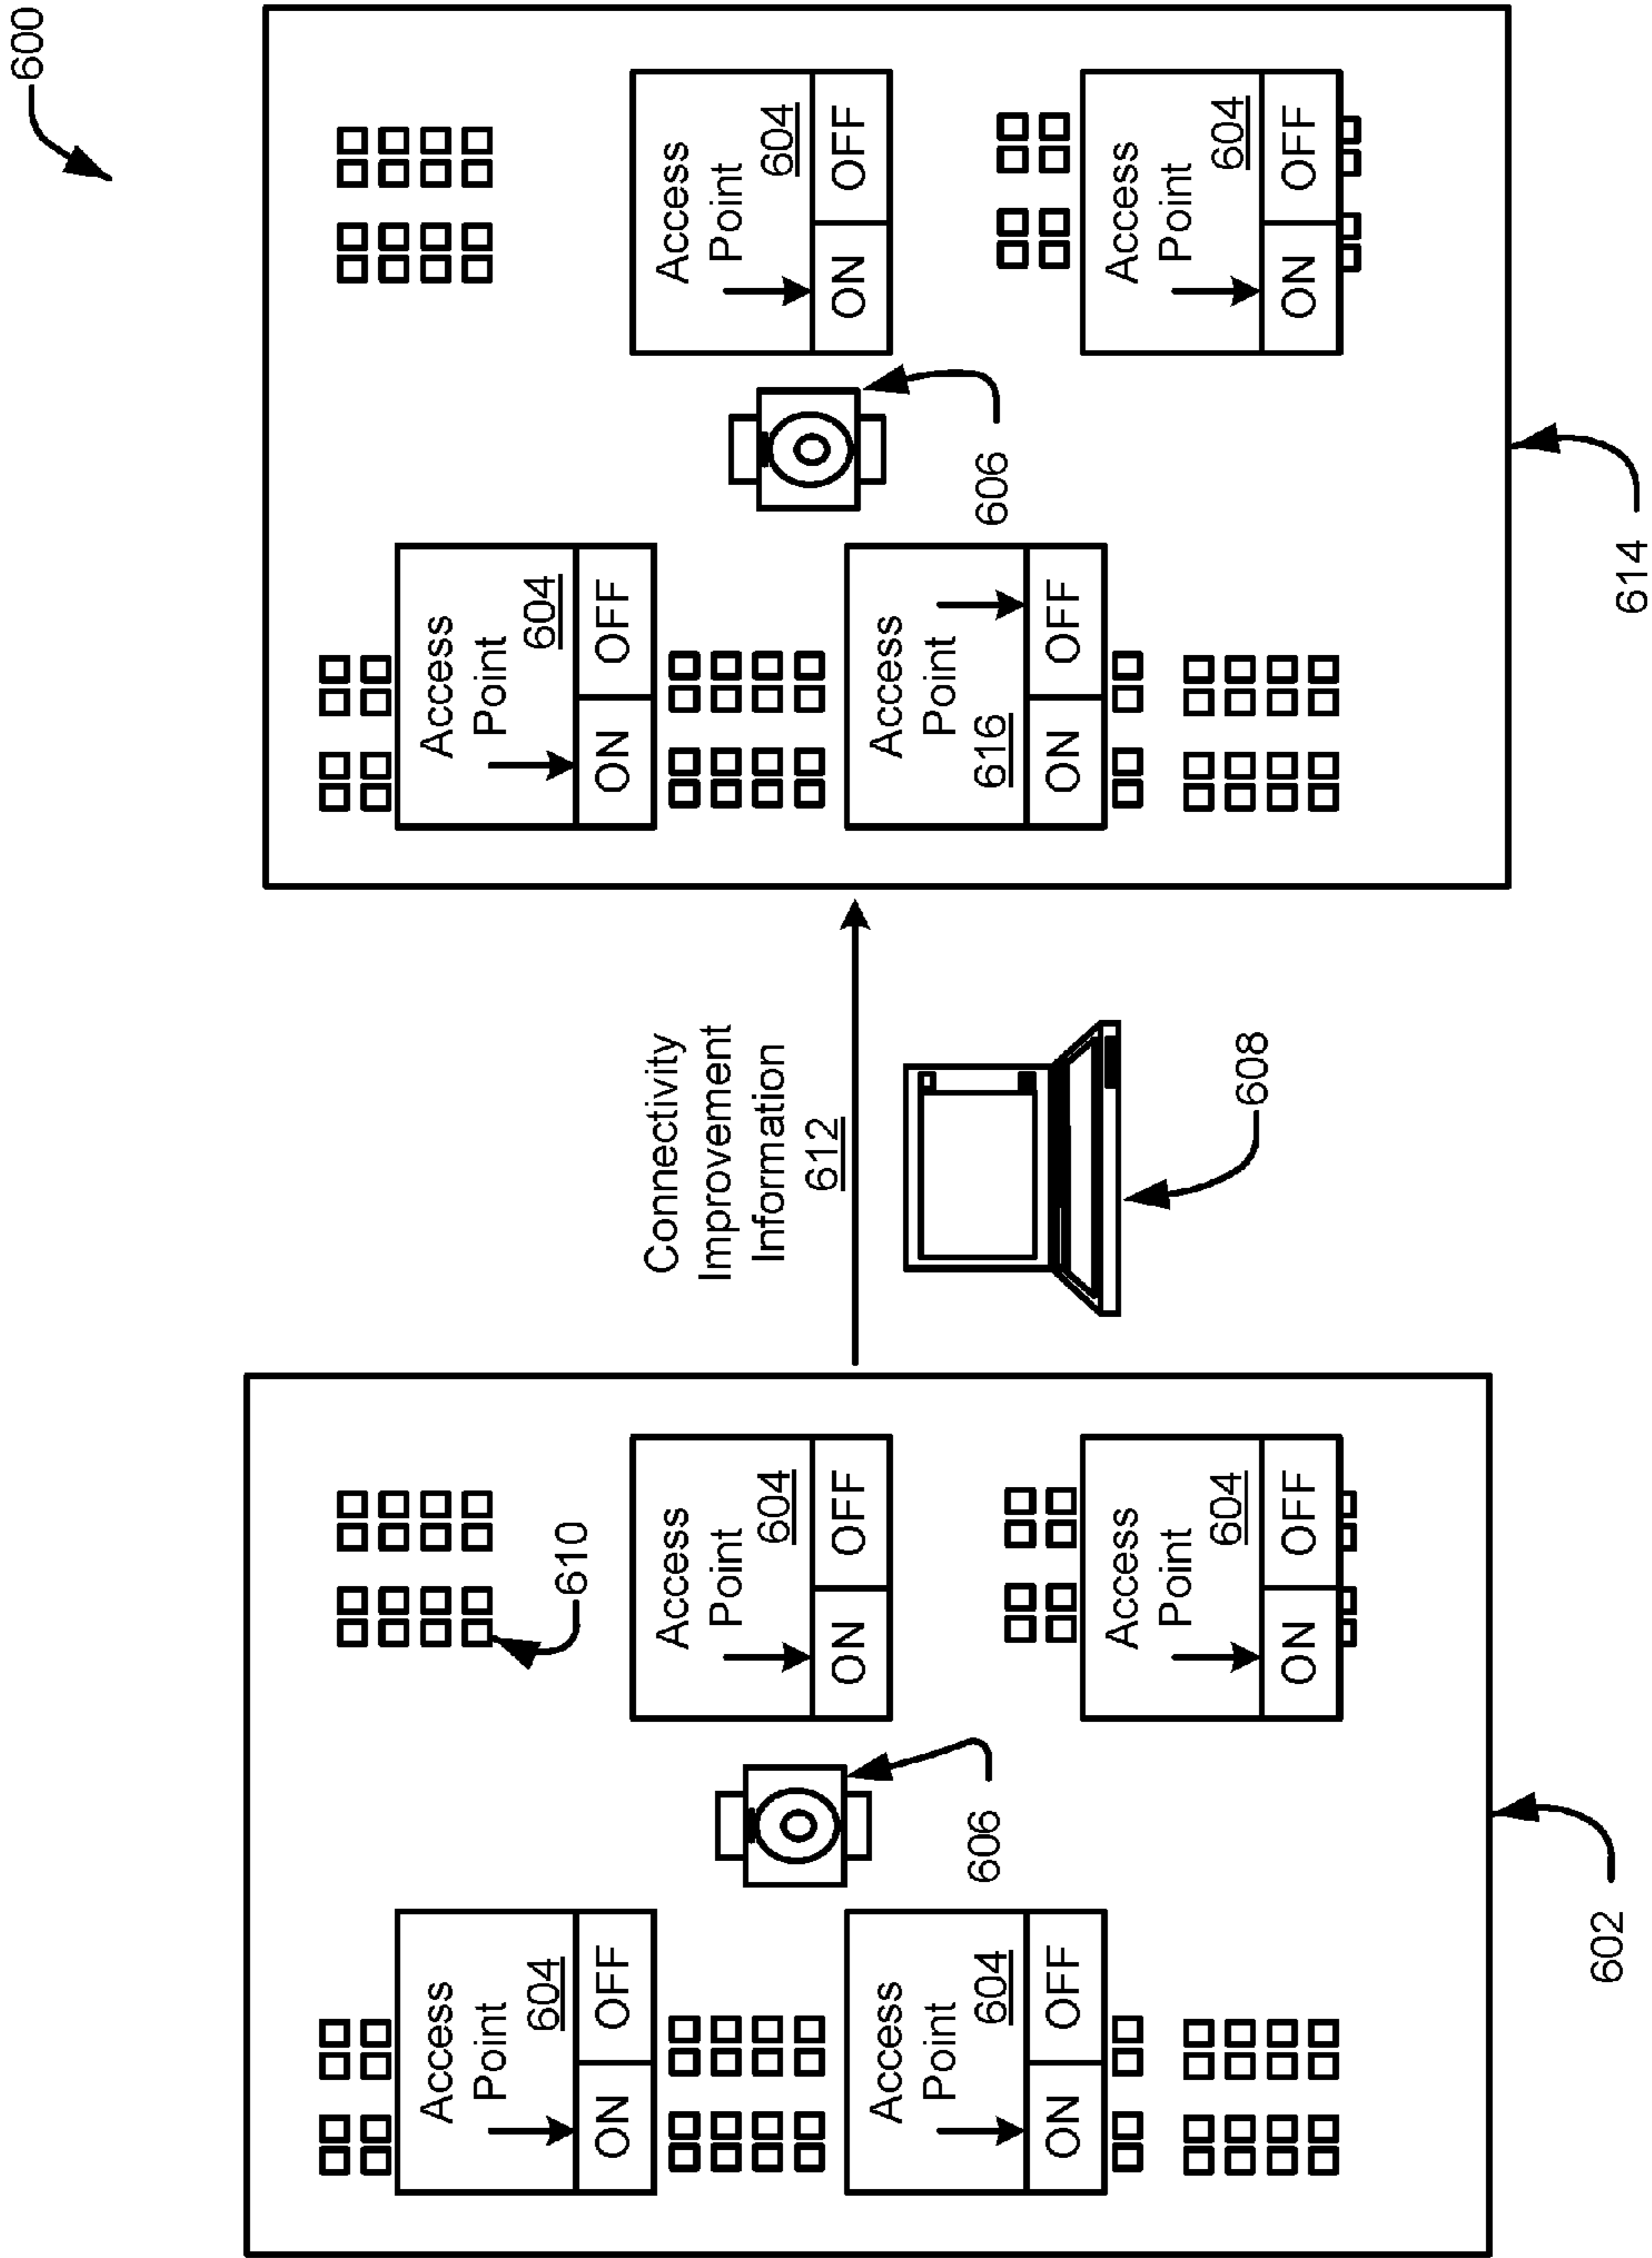 600
Access
Point
604
ON OFF
610
Access
Point
604
ON OFF
Access
Point
604
ON OFF
606
Access
Point
604
ON OFF
602
Connectivity
Improvement
Information
612
608
Access
Point
604
ON OFF
Access
Point
604
ON OFF
Access
Point
616
ON OFF
606
Access
Point
604
ON OFF
614